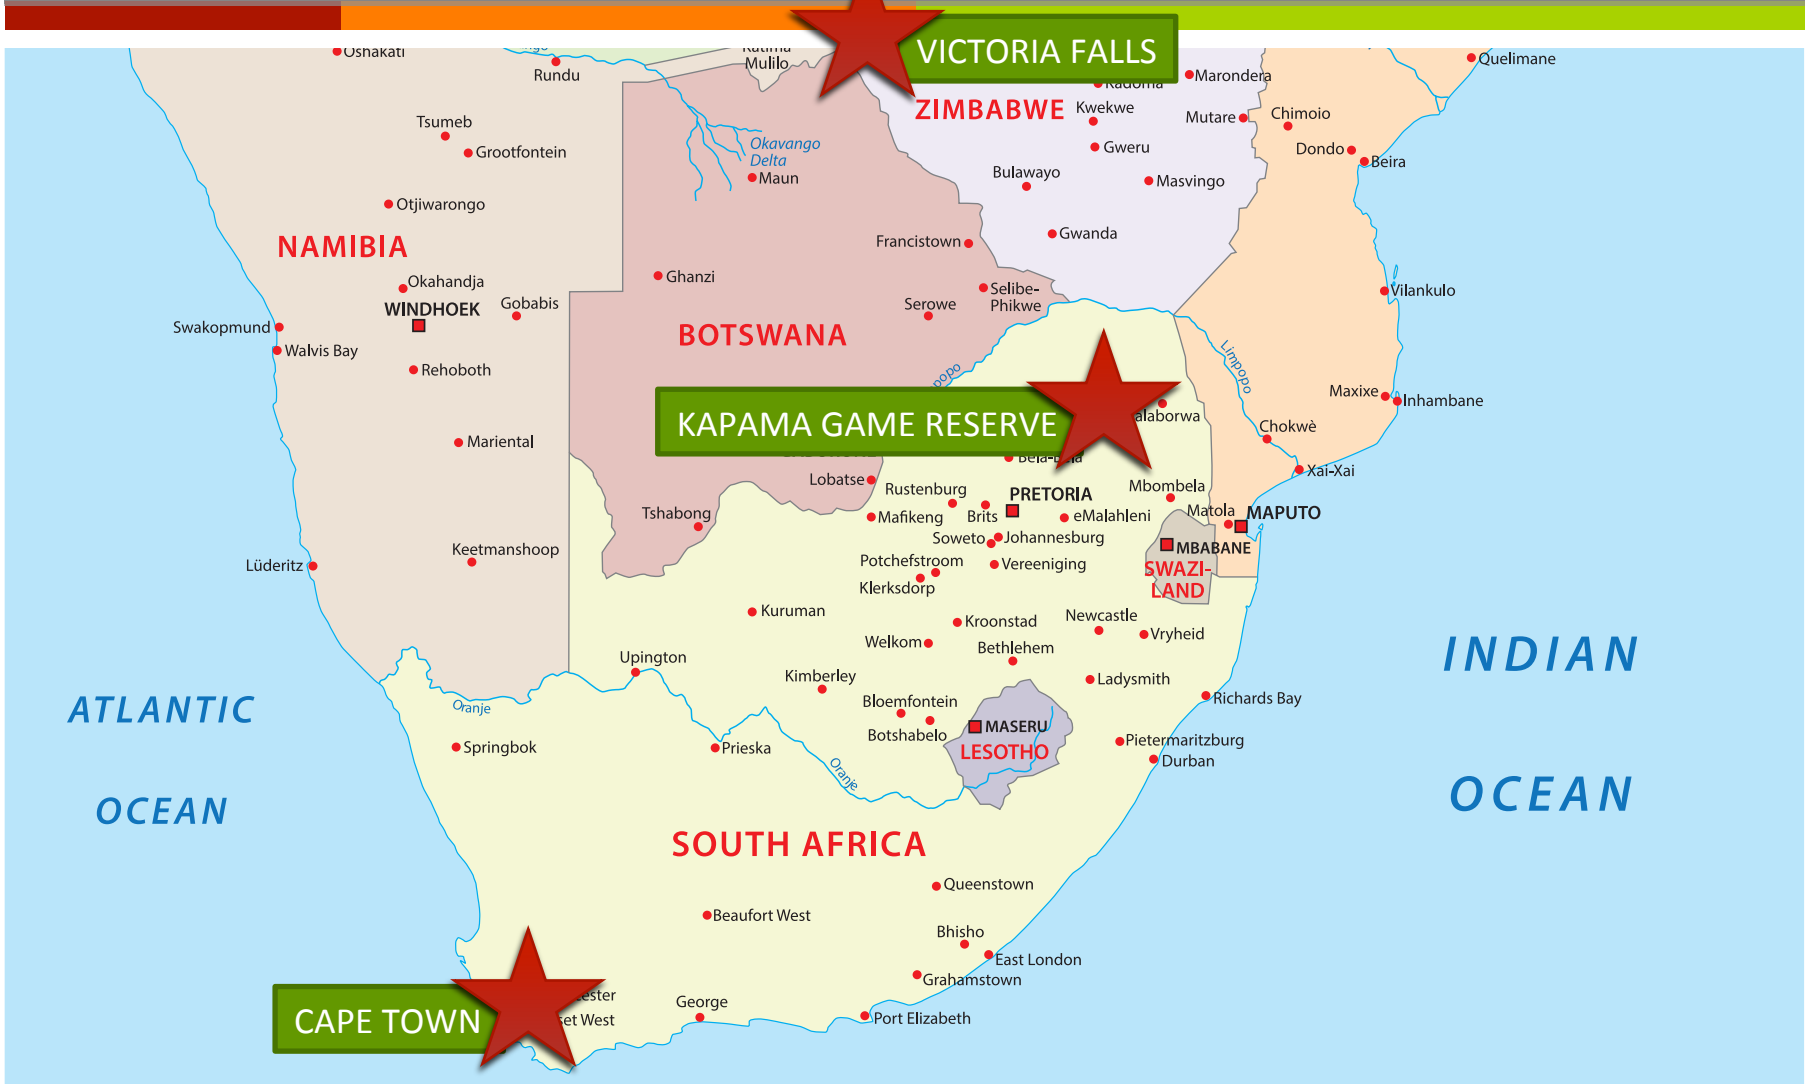 VICTORIA FALLS
Oshakati
Rundu
Mulilo
Marondera
Quelimane
ZIMBABWE
Kadoma
Kwekwe
Mutare
Chimoio
Tsumeb
Grootfontein
Okavango
Delta
Maun
Gweru
Dondo
Beira
Bulawayo
Masvingo
Otjiwarongo
NAMIBIA
Francistown
Gwanda
Okahandja
WINDHOEK
Gobabis
Ghanzi
Serowe
Selibe-
Phikwe
Vilankulo
Swakopmund
Walvis Bay
BOTSWANA
Limpopo
Rehoboth
Maxixe
Inhambane
KAPAMA GAME RESERVE
Chokwè
Mariental
Bela-Bela
Xai-Xai
Lobatse
Rustenburg
PRETORIA
Mbombela
Tshabong
Mafikeng
Brits
eMalahleni
Matola
MAPUTO
Soweto
Johannesburg
MBABANE
Keetmanshoop
Lüderitz
Potchefstroom
Vereeniging
SWAZI-
LAND
Klerksdorp
Kuruman
Kroonstad
Newcastle
Vryheid
Welkom
Bethlehem
Upington
Kimberley
Ladysmith
INDIAN
OCEAN
Richards Bay
ATLANTIC
OCEAN
Oranje
Bloemfontein
Botshabelo
MASERU
LESOTHO
Springbok
Prieska
Pietermaritzburg
Durban
Oranje
SOUTH AFRICA
Queenstown
Beaufort West
Bhisho
East London
Grahamstown
CAPE TOWN
George
Port Elizabeth
West